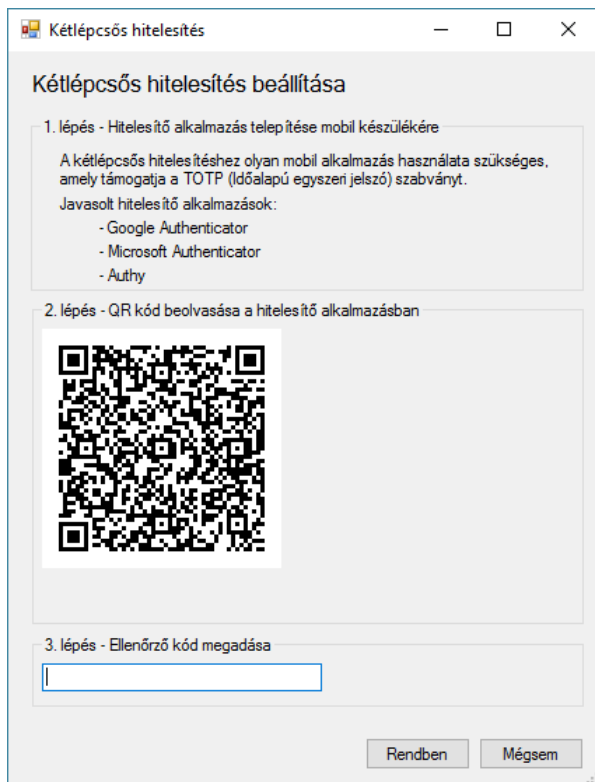 Kétlépcsős hitelesítés
Kétlépcsős hitelesítés beállítása
1. lépés - Hitelesítő alkalmazás telepítése mobil készülékére
A kétlépcsős hitelesítéshez olyan mobil alkalmazás használata szükséges,
amely támogatja a TOTP (Időalapú egyszeri jelszó) szabványt.
Javasolt hitelesítő alkalmazások:
- Google Authenticator
- Microsoft Authenticator
- Authy
2. lépés - QR kód beolvasása a hitelesítő alkalmazásban
3. lépés - Ellenőrző kód megadása
Rendben
Mégsem